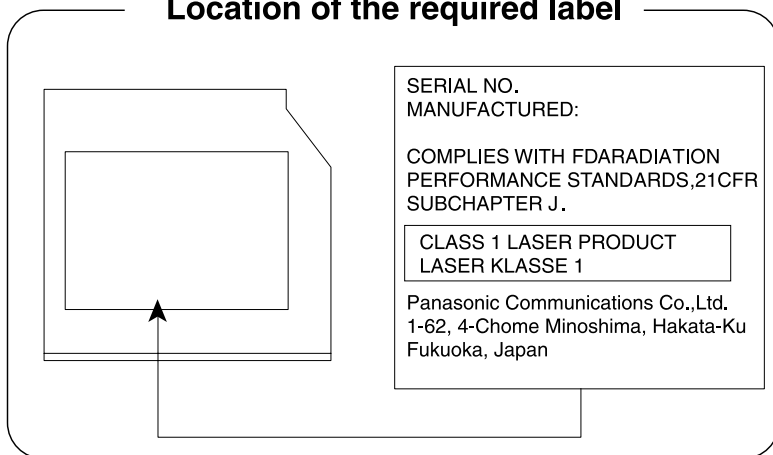 Location of the required label
SERIAL NO.
MANUFACTURED:
COMPLIES WITH FDARADIATION
PERFORMANCE STANDARDS,21CFR
SUBCHAPTER J.
CLASS 1 LASER PRODUCT
LASER KLASSE 1
Panasonic Communications Co.,Ltd.
1-62, 4-Chome Minoshima, Hakata-Ku
Fukuoka, Japan